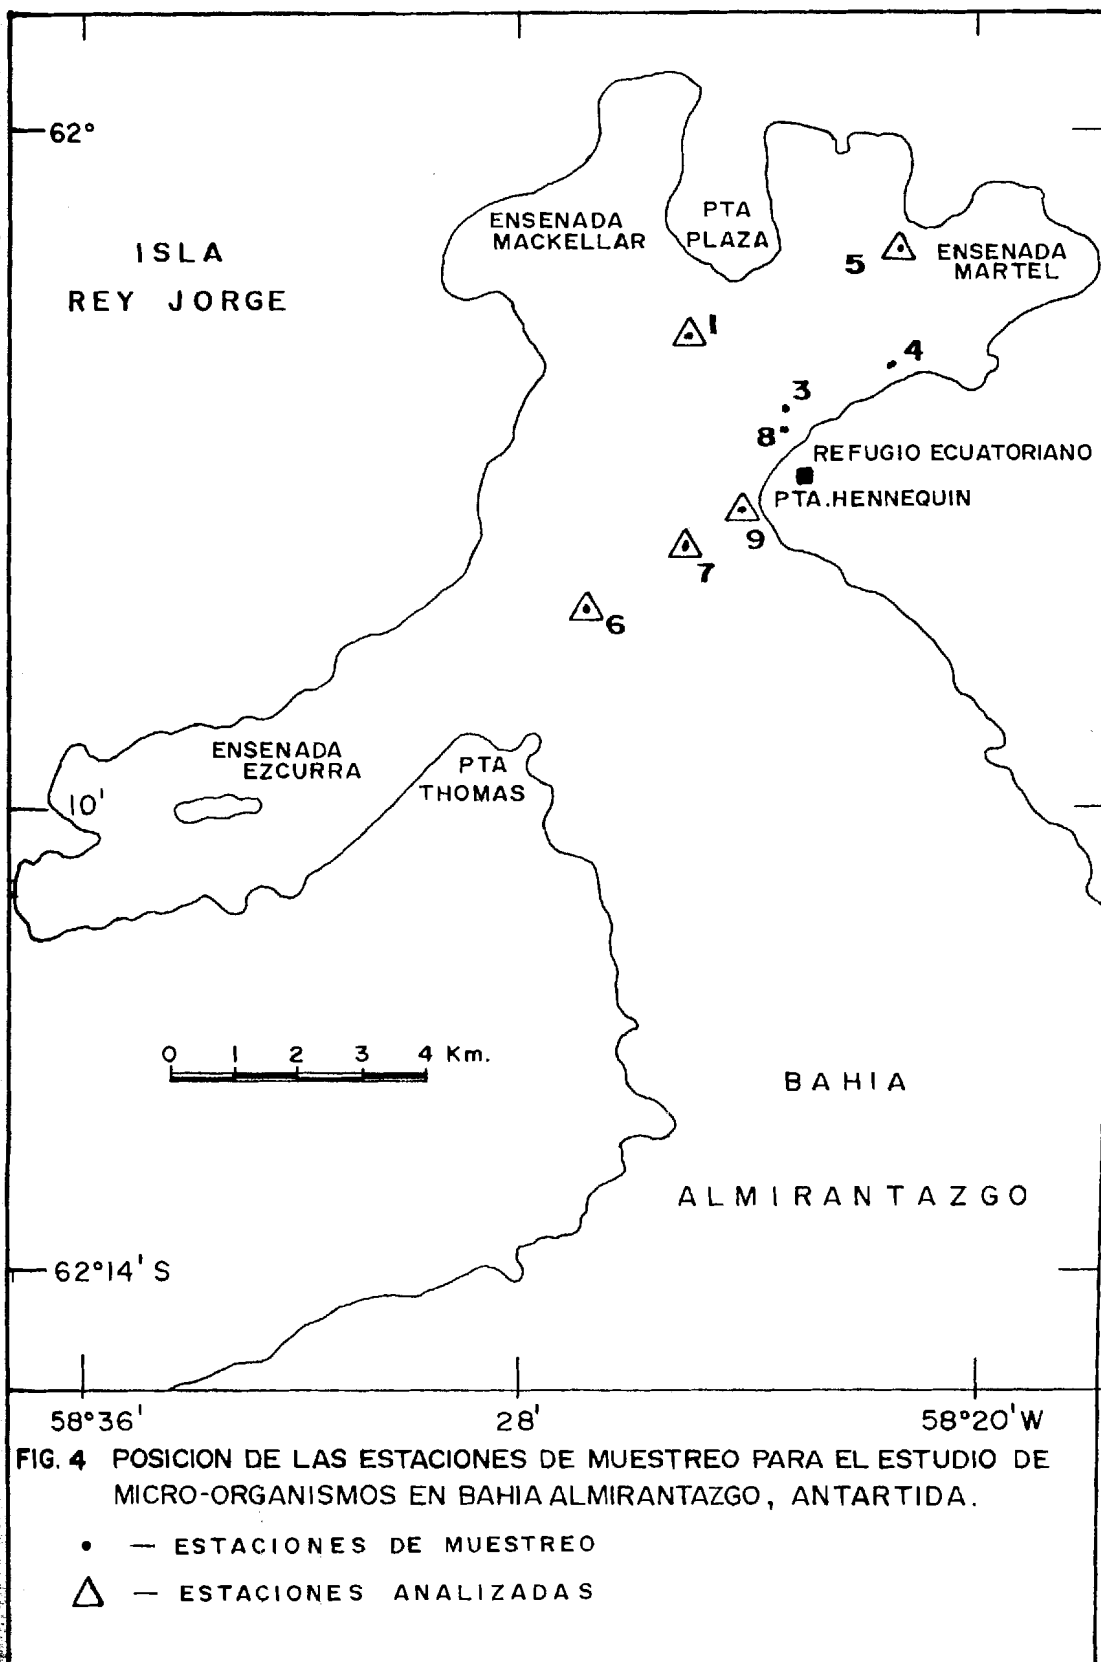 62°
ENSENADA
MACKELLAR
PTA
PLAZA
ISLA
REY JORGE
5
ENSENADA
MARTEL
1
4
3
8
REFUGIO ECUATORIANO
PTA. HENNEQUIN
9
7
6
ENSENADA
EZCURRA
PTA
THOMAS
10'
0 1 2 3 4 Km.
BAHIA
ALMIRANTAZGO
62°14' S
58°36' 28' 58°20' W
FIG. 4 POSICION DE LAS ESTACIONES DE MUESTREO PARA EL ESTUDIO DE
MICRO-ORGANISMOS EN BAHIA ALMIRANTAZGO, ANTARTIDA.
• — ESTACIONES DE MUESTREO
△ — ESTACIONES ANALIZADAS